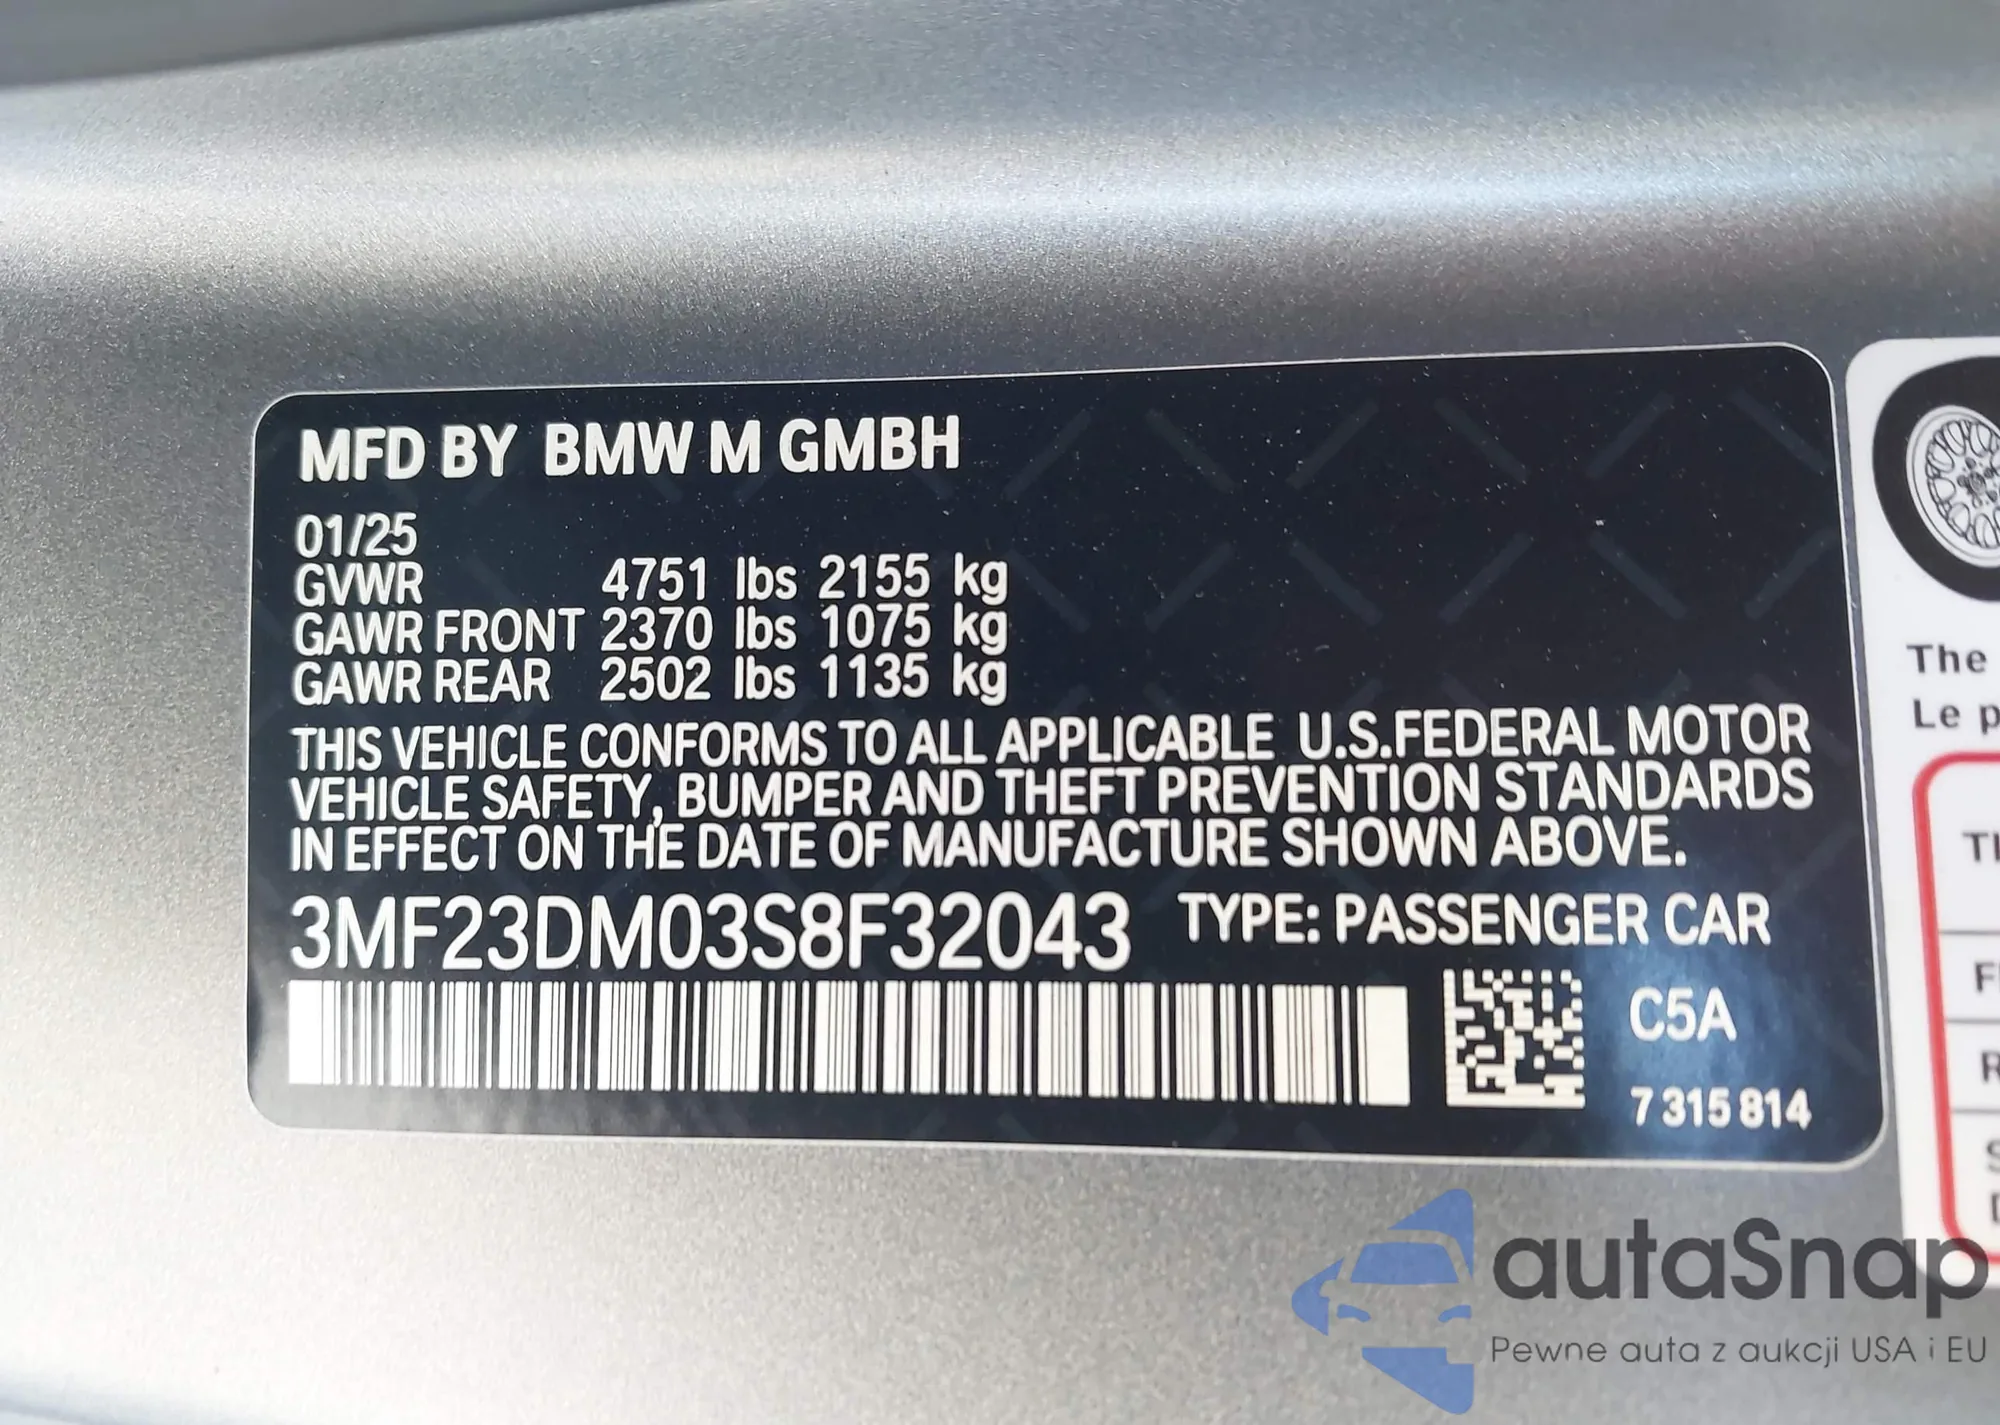 MFD BY BMW M GMBH
01/25
GVWR 4751 lbs 2155 kg
GAWR FRONT 2370 lbs 1075 kg
GAWR REAR 2502 lbs 1135 kg
THIS VEHICLE CONFORMS TO ALL APPLICABLE U.S.FEDERAL MOTOR
VEHICLE SAFETY, BUMPER AND THEFT PREVENTION STANDARDS
IN EFFECT ON THE DATE OF MANUFACTURE SHOWN ABOVE.
3MF23DM03S8F32043 TYPE: PASSENGER CAR
C5A
7 315 814
The
Le p
autaSnap
Pewne auta z aukcji USA i EU